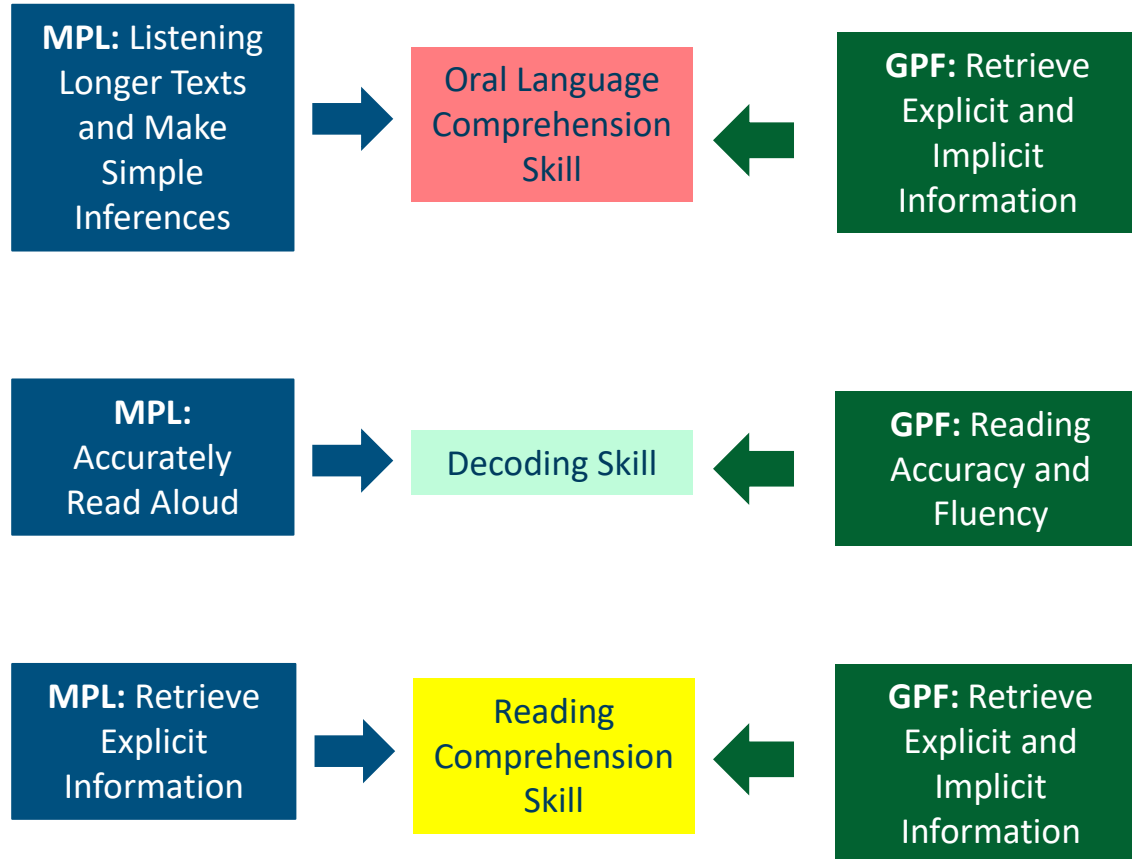 MPL: Listening
Longer Texts
and Make
Simple
Inferences
Oral Language
Comprehension
Skill
GPF: Retrieve
Explicit and
Implicit
Information
MPL:
Accurately
Read Aloud
Decoding Skill
GPF: Reading
Accuracy and
Fluency
MPL: Retrieve
Explicit
Information
Reading
Comprehension
Skill
GPF: Retrieve
Explicit and
Implicit
Information